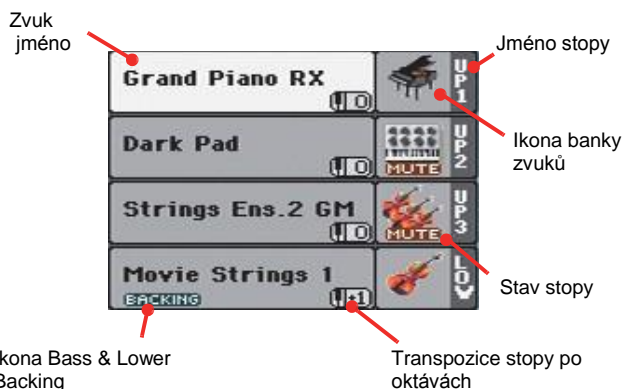 Zvuk
jméno
Jméno stopy
Grand Piano RX
0
UP1
Ikona banky
zvuků
Dark Pad
0
MUTE
UP2
Strings Ens.2 GM
0
MUTE
UP3
Stav stopy
Movie Strings 1
BACKING
+1
LOW
kona Bass & Lower
Backing
Transpozice stopy po
oktávách